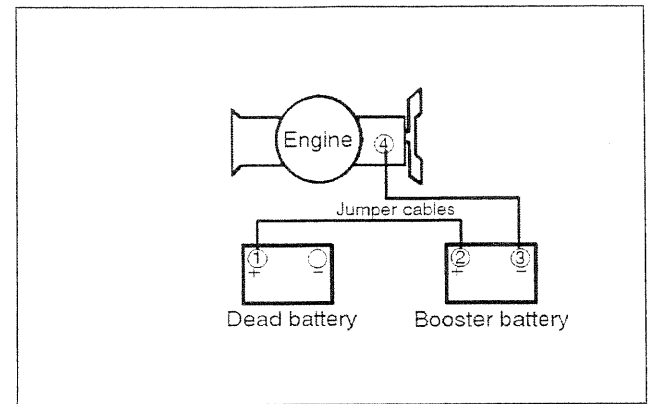 Engine
4
Jumper cables
1 2 3
+ − + −
Dead battery Booster battery